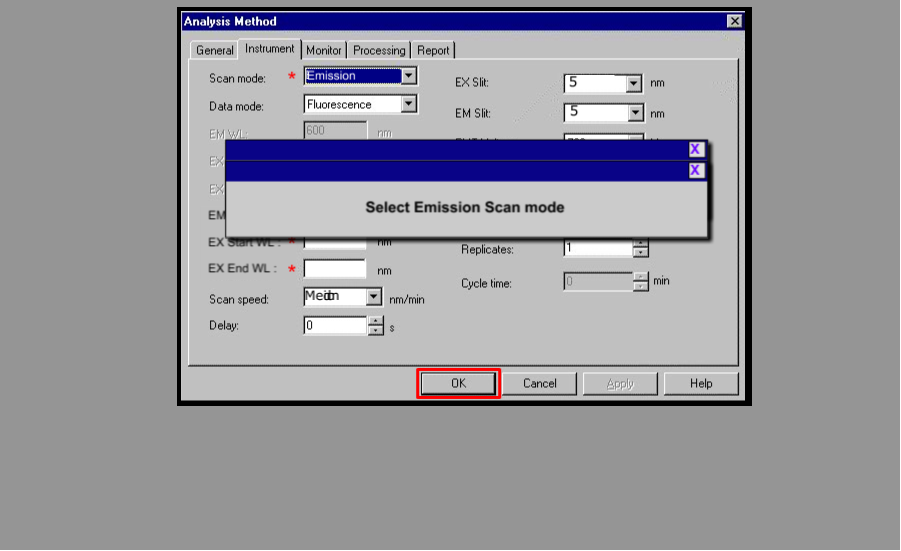 Analysis Method
General Instrument Monitor Processing Report
Scan mode: * Emission
EX Slit: 5 nm
Data mode: Fluorescence
EM Slit: 5 nm
EM WL: 600 nm
EX
X
X
EX
Select Emission Scan mode
EM
EX Start WL : * nm
Replicates: 1
EX End WL : * nm
Cycle time: 0 min
Scan speed: nm/min
Delay: 0 s
OK Cancel Apply Help